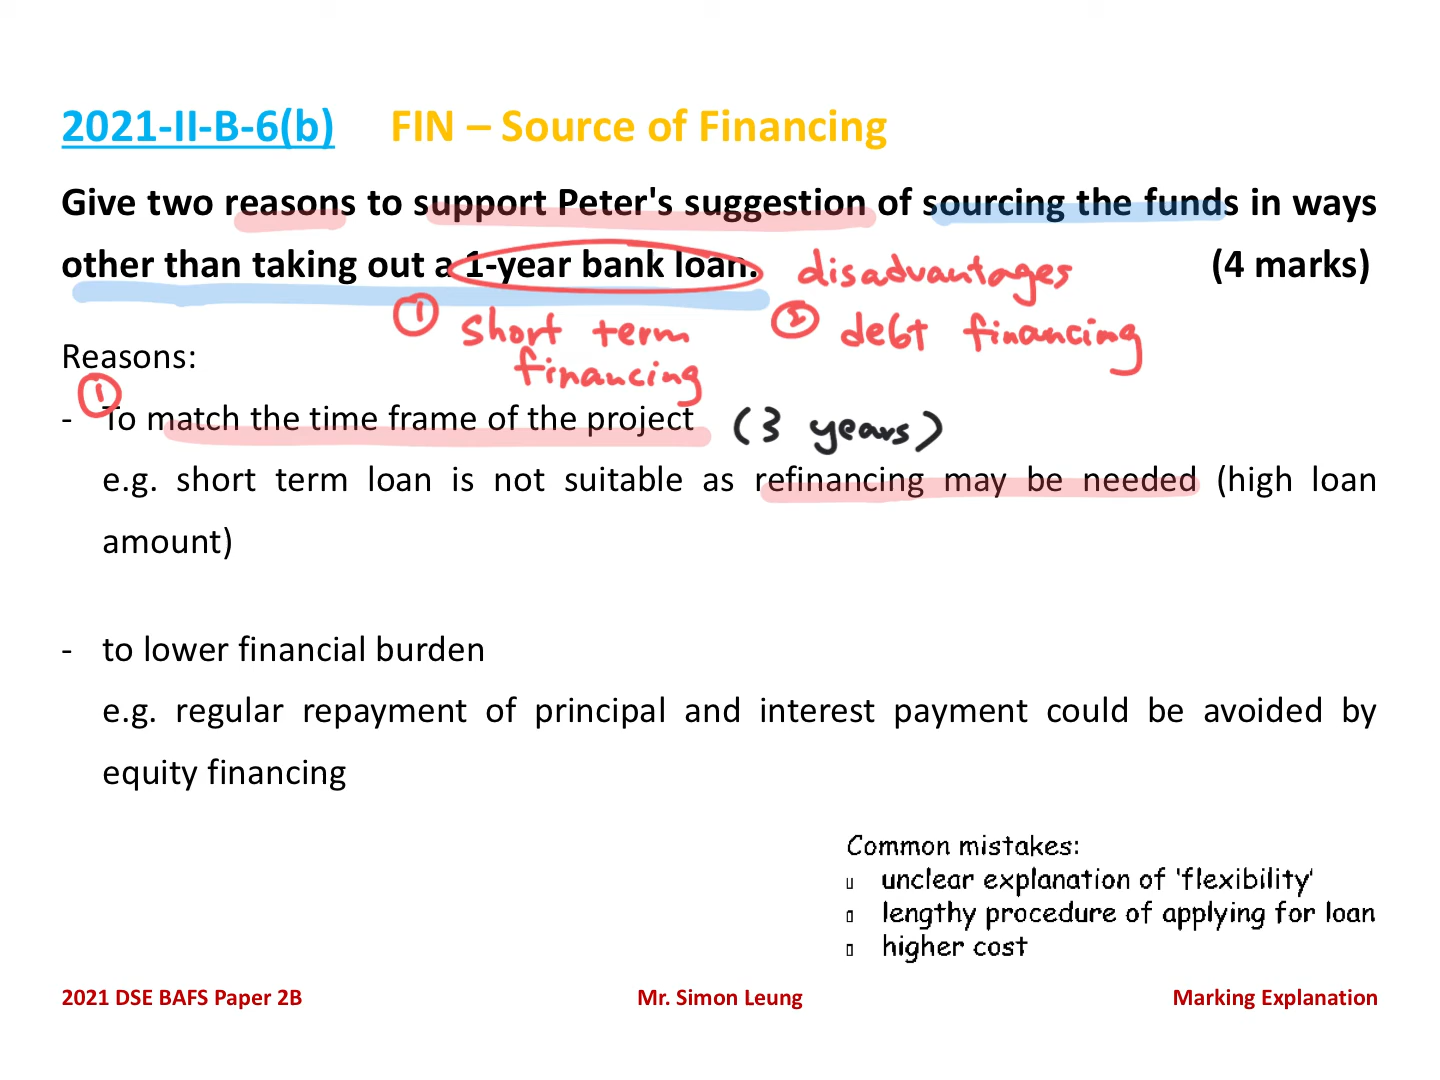 2021-II-B-6(b) FIN – Source of Financing
Give two reasons to support Peter's suggestion of sourcing the funds in ways
other than taking out a 1-year bank loan. (4 marks)
disadvantages
① short term
financing
② debt financing
Reasons:
①
- To match the time frame of the project (3 years)
e.g. short term loan is not suitable as refinancing may be needed (high loan
amount)
- to lower financial burden
e.g. regular repayment of principal and interest payment could be avoided by
equity financing
Common mistakes:
unclear explanation of 'flexibility'
lengthy procedure of applying for loan
higher cost
2021 DSE BAFS Paper 2B Mr. Simon Leung Marking Explanation